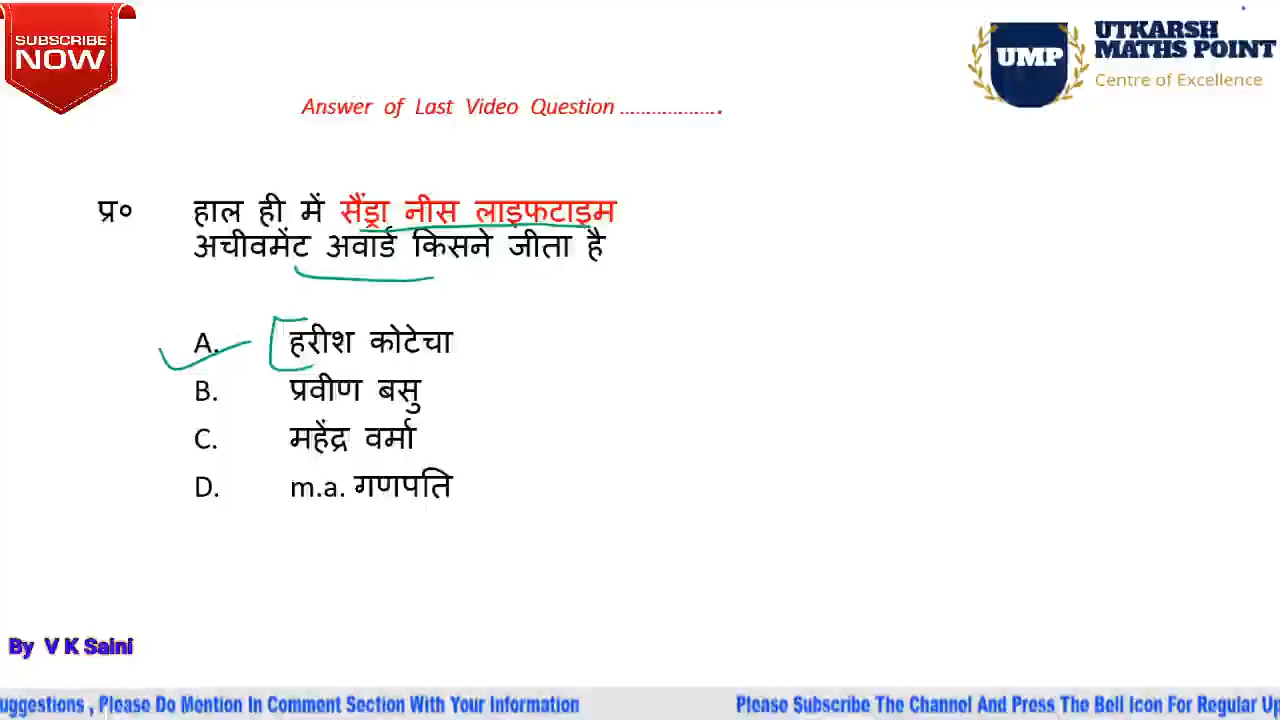 SUBSCRIBE
NOW
UMP
UTKARSH
MATHS POINT
Centre of Excellence
Answer of Last Video Question ...................
प्र० हाल ही में सैंड्रा नीस लाइफटाइम
अचीवमेंट अवार्ड किसने जीता है
A. हरीश कोटेचा
B. प्रवीण बसु
C. महेंद्र वर्मा
D. m.a. गणपति
By V K Saini
uggestions , Please Do Mention In Comment Section With Your Information Please Subscribe The Channel And Press The Bell Icon For Regular Up